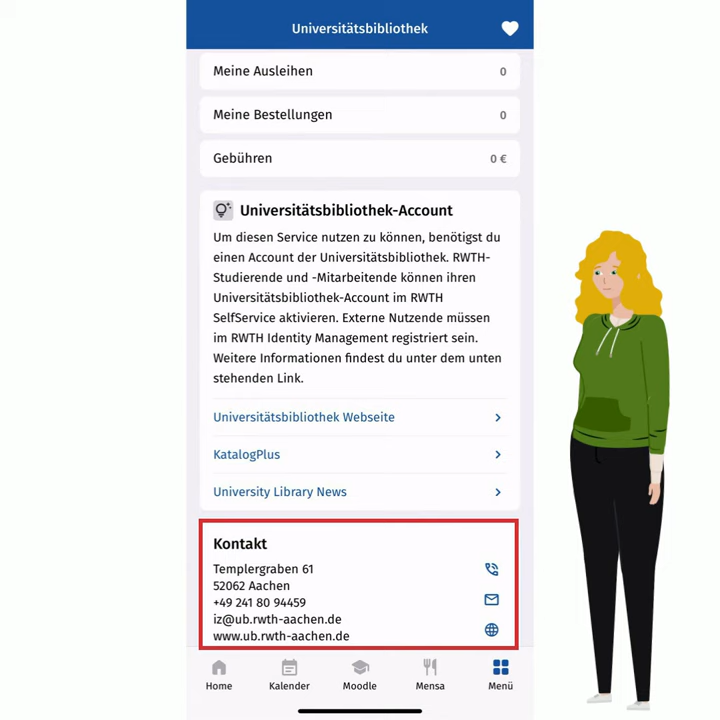 Universitätsbibliothek
Meine Ausleihen 0
Meine Bestellungen 0
Gebühren 0 €
Universitätsbibliothek-Account
Um diesen Service nutzen zu können, benötigst du
einen Account der Universitätsbibliothek. RWTH-
Studierende und -Mitarbeitende können ihren
Universitätsbibliothek-Account im RWTH
SelfService aktivieren. Externe Nutzende müssen
im RWTH Identity Management registriert sein.
Weitere Informationen findest du unter dem unten
stehenden Link.
Universitätsbibliothek Webseite
KatalogPlus
University Library News
Kontakt
Templergraben 61
52062 Aachen
+49 241 80 94459
iz@ub.rwth-aachen.de
www.ub.rwth-aachen.de
Home Kalender Moodle Mensa Menü